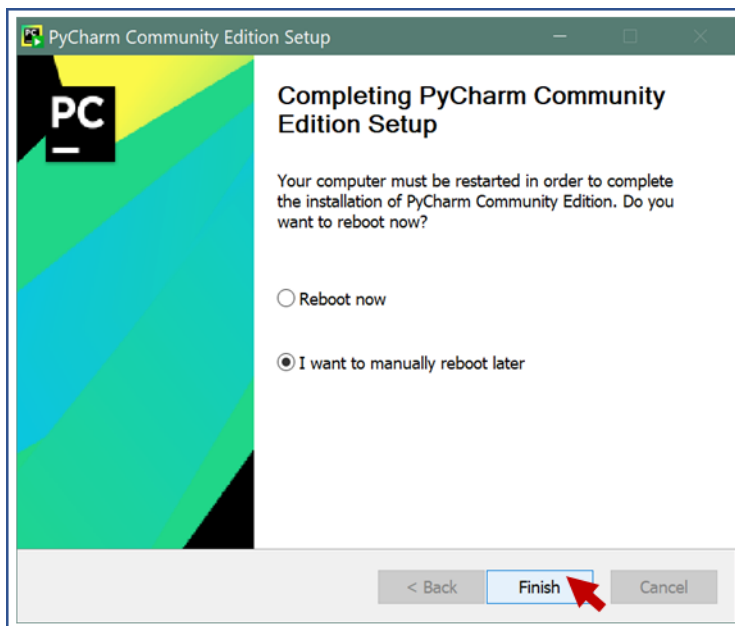 PyCharm Community Edition Setup
PC
Completing PyCharm Community
Edition Setup
Your computer must be restarted in order to complete
the installation of PyCharm Community Edition. Do you
want to reboot now?
Reboot now
I want to manually reboot later
< Back
Finish
Cancel